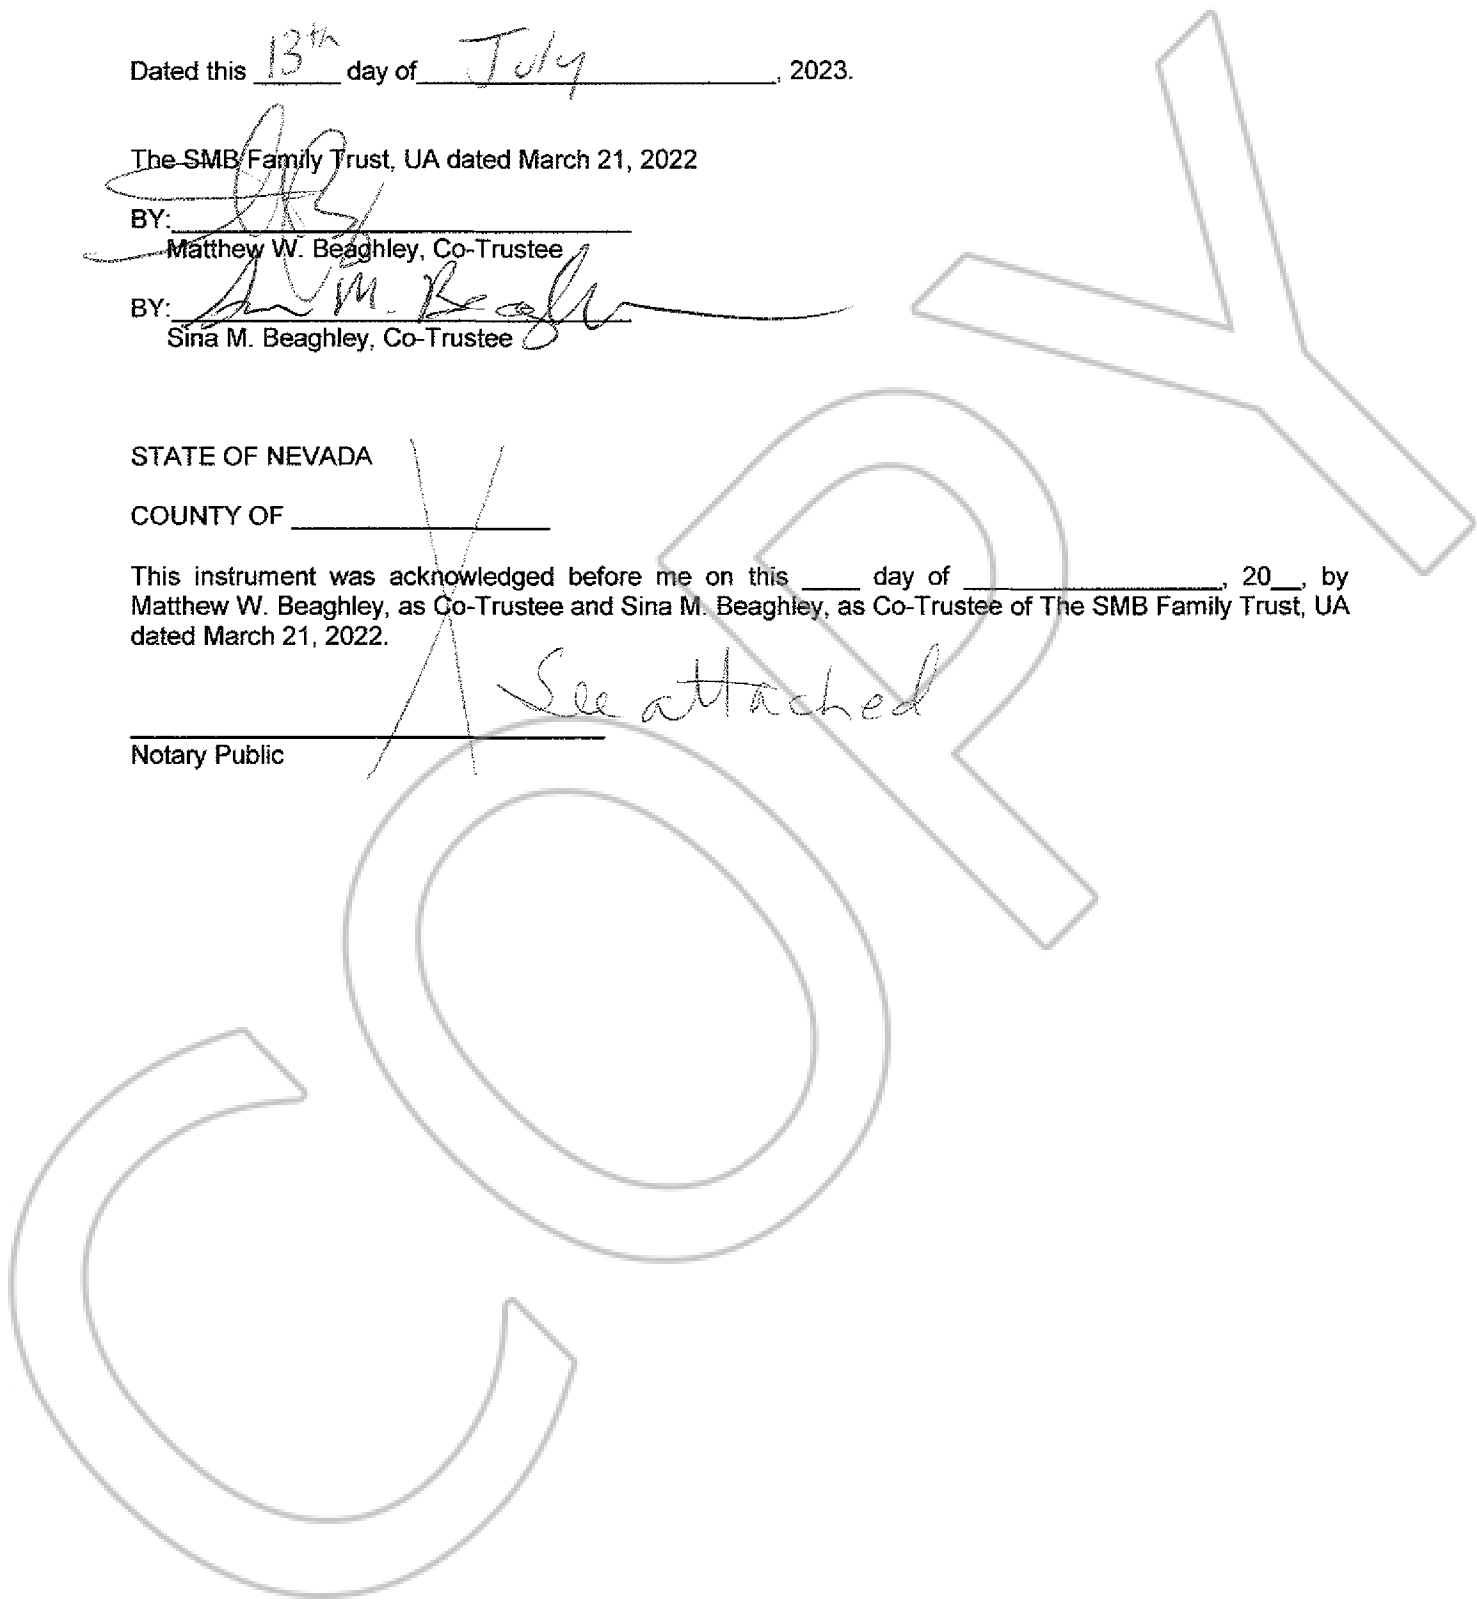 Dated this 13th day of July, 2023.
The SMB Family Trust, UA dated March 21, 2022
BY:
Matthew W. Beaghley, Co-Trustee
BY: M. Beaghley
Sina M. Beaghley, Co-Trustee
STATE OF NEVADA
COUNTY OF ____
This instrument was acknowledged before me on this ____ day of ____, 20__, by
Matthew W. Beaghley, as Co-Trustee and Sina M. Beaghley, as Co-Trustee of The SMB Family Trust, UA
dated March 21, 2022.
See attached
Notary Public
COPY